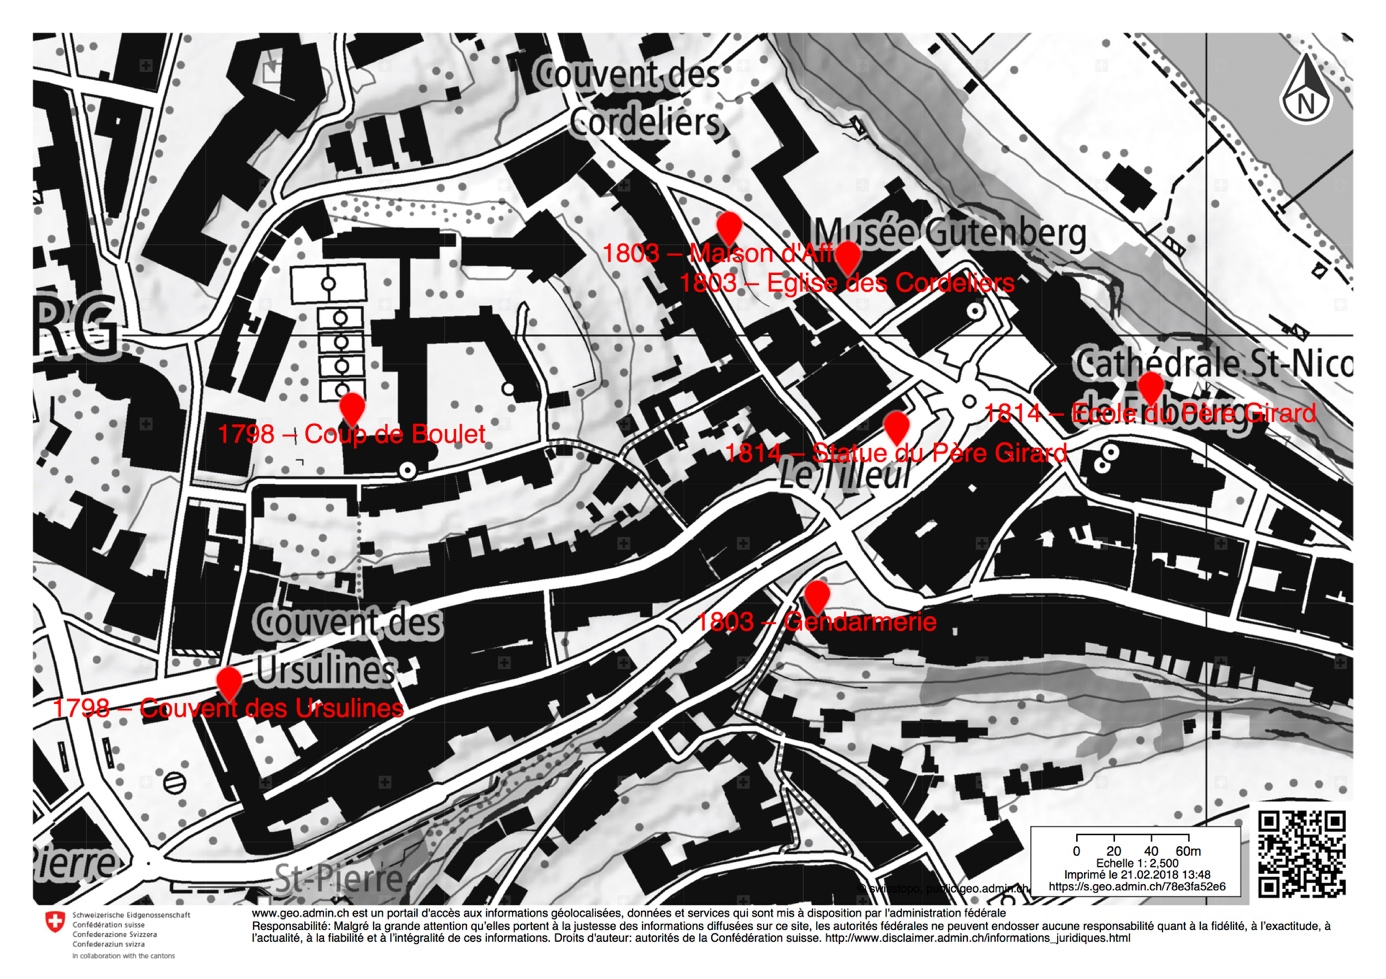 Couvent des
Cordeliers
N
Musée Gutenberg
1803 – Maison d'Aff
1803 – Eglise des Cordeliers
RG
Cathédrale St-Nico
de Fribourg
1814 – Ecole du Père Girard
1798 – Coup de Boulet
1814 – Statue du Père Girard
Le Tilleul
1803 – Gendarmerie
Couvent des
Ursulines
1798 – Couvent des Ursulines
Pierre
St-Pierre
0 20 40 60m
Echelle 1: 2,500
Imprimé le 21.02.2018 13:48
https://s.geo.admin.ch/78e3fa52e6
© swisstopo, public.geo.admin.ch
Schweizerische Eidgenossenschaft
Confédération suisse
Confederazione Svizzera
Confederaziun svizra
In collaboration with the cantons
www.geo.admin.ch est un portail d'accès aux informations géolocalisées, données et services qui sont mis à disposition par l'administration fédérale
Responsabilité: Malgré la grande attention qu'elles portent à la justesse des informations diffusées sur ce site, les autorités fédérales ne peuvent endosser aucune responsabilité quant à la fidélité, à l'exactitude, à
l'actualité, à la fiabilité et à l'intégralité de ces informations. Droits d'auteur: autorités de la Confédération suisse. http://www.disclaimer.admin.ch/informations_juridiques.html